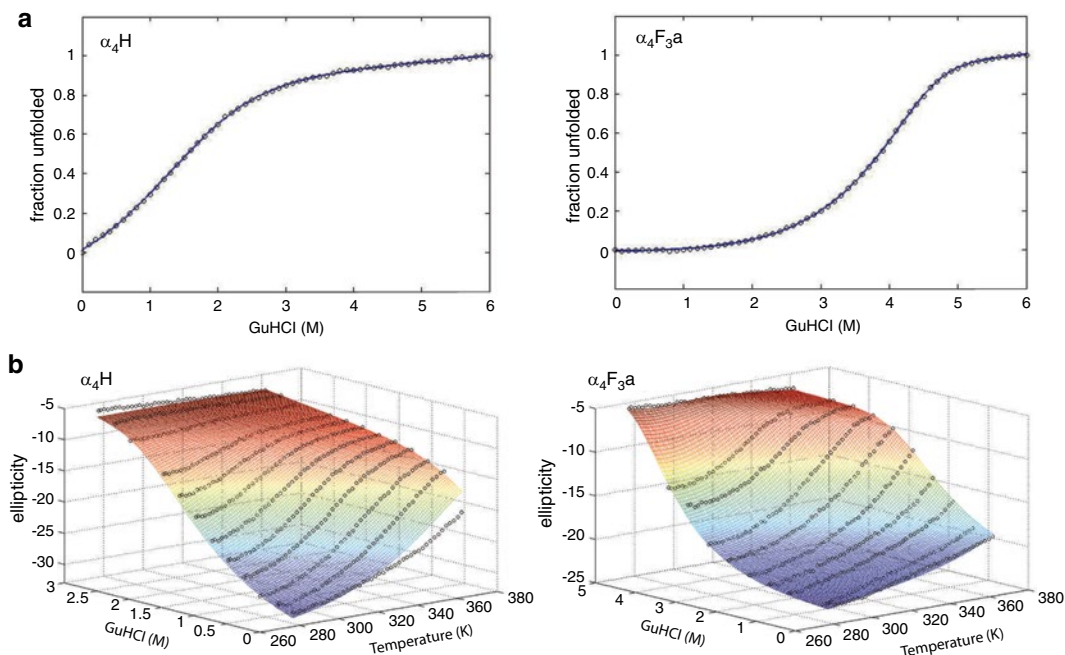 a
α₄H
fraction unfolded
1
0.8
0.6
0.4
0.2
0
0 1 2 3 4 5 6
GuHCl (M)
α₄F₃a
fraction unfolded
1
0.8
0.6
0.4
0.2
0
0 1 2 3 4 5 6
GuHCl (M)
b
α₄H
ellipticity
-5
-10
-15
-20
-25
-30
3 2.5 2 1.5 1 0.5 0
GuHCl (M)
260 280 300 320 340 360 380
Temperature (K)
α₄F₃a
ellipticity
-5
-10
-15
-20
-25
5 4 3 2 1 0
GuHCl (M)
260 280 300 320 340 360 380
Temperature (K)